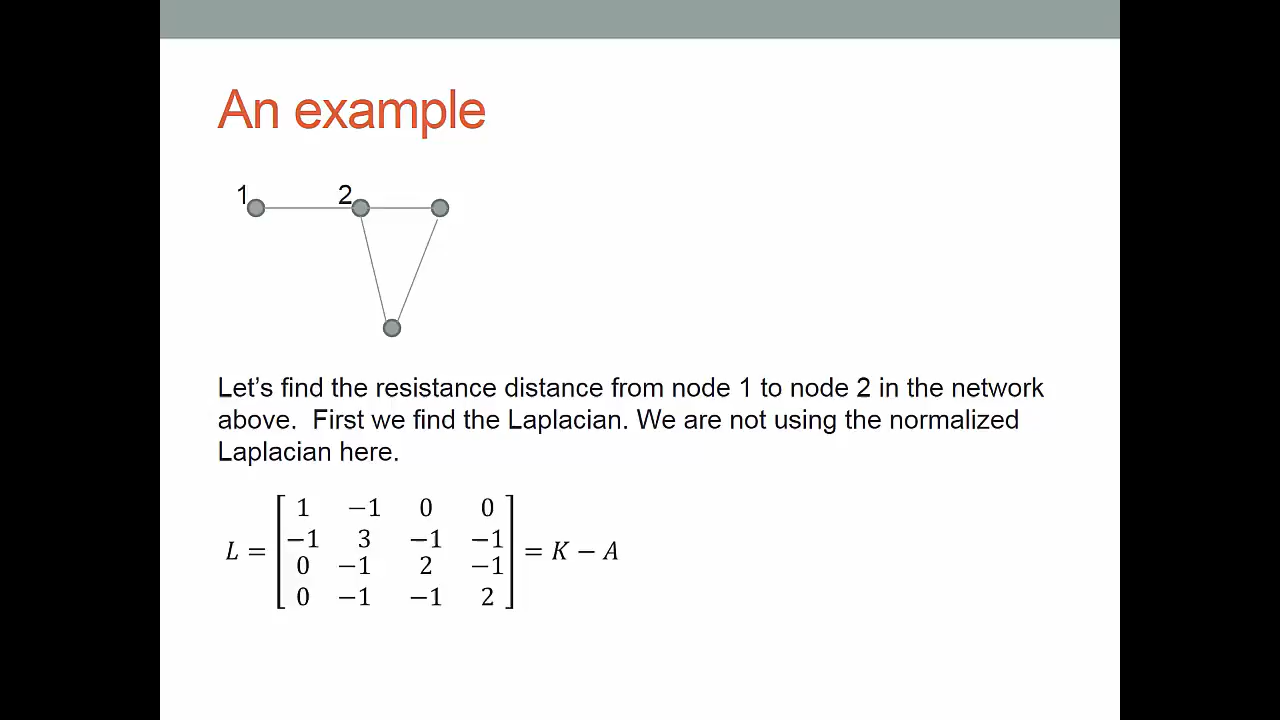 An example
1 2
Let's find the resistance distance from node 1 to node 2 in the network
above.  First we find the Laplacian. We are not using the normalized
Laplacian here.
L = [ 1 −1 0 0
−1 3 −1 −1
0 −1 2 −1
0 −1 −1 2 ] = K − A